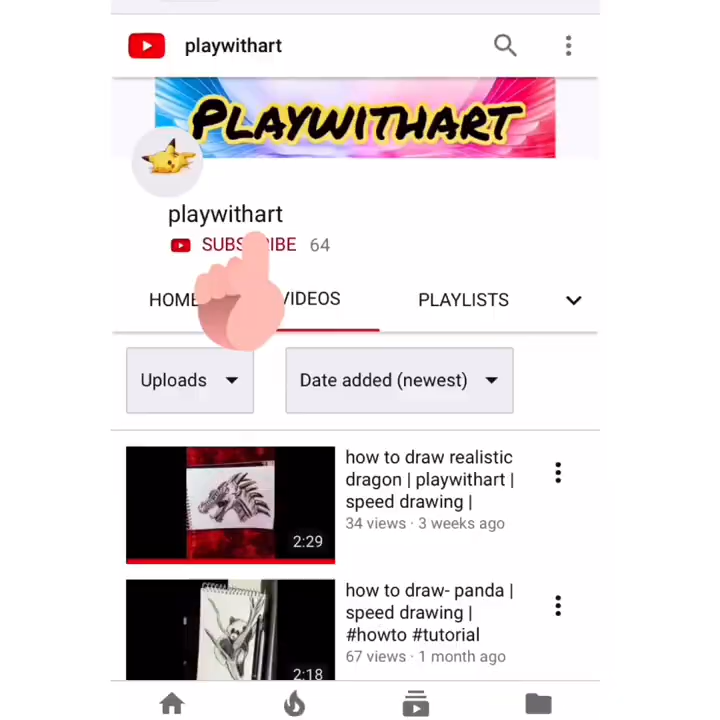 playwithart
PLAYWITHART
playwithart
SUBSCRIBE 64
HOME VIDEOS PLAYLISTS
Uploads Date added (newest)
how to draw realistic
dragon | playwithart |
speed drawing |
34 views · 3 weeks ago
2:29
how to draw- panda |
speed drawing |
#howto #tutorial
67 views · 1 month ago
2:18